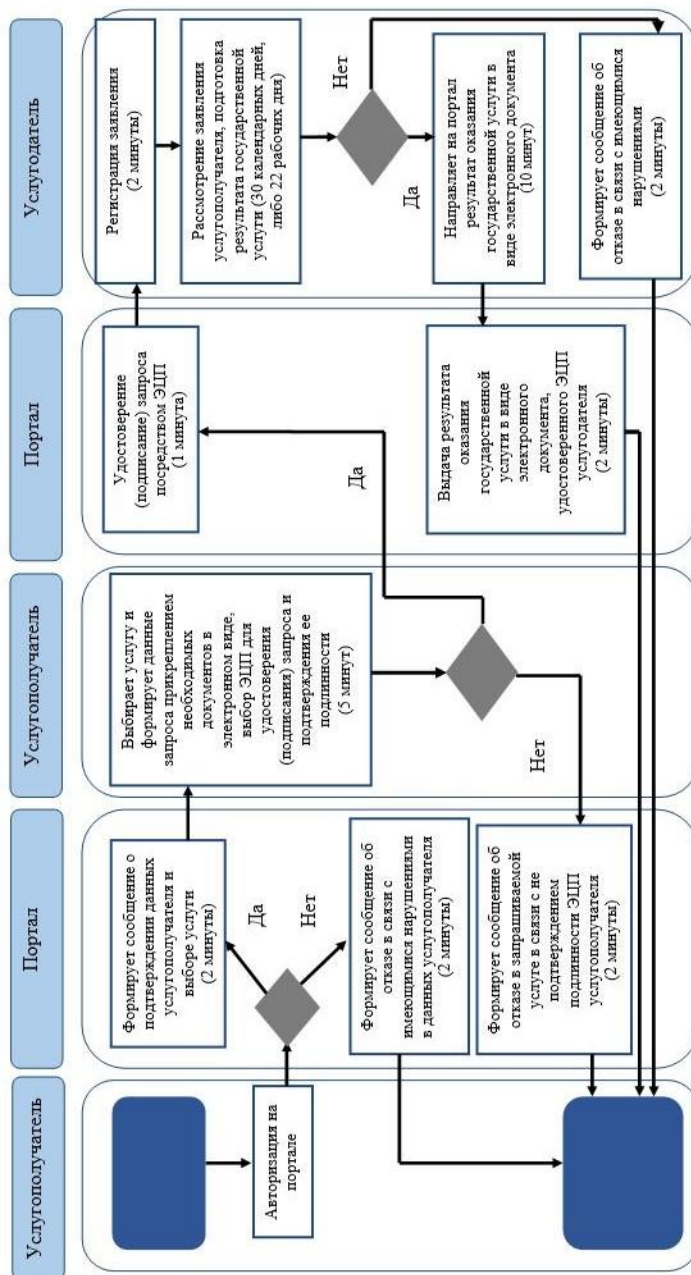 Услугополучатель
Портал
Услугополучатель
Портал
Услугодатель
Авторизация на
портале
Формирует сообщение о
подтверждении данных
услугополучателя и
выборе услуги
(2 минуты)
Да
Нет
Формирует сообщение об
отказе в связи с
имеющимися нарушениями
в данных услугополучателя
(2 минуты)
Формирует сообщение об
отказе в запрашиваемой
услуге в связи с не
подтверждением
подлинности ЭЦП
услугополучателя
(2 минуты)
Выбирает услугу и
формирует данные
запроса прикреплением
необходимых
документов в
электронном виде,
выбор ЭЦП для
удостоверения
(подписания) запроса и
подтверждения ее
подлинности
(5 минут)
Нет
Да
Удостоверение
(подписание) запроса
посредством ЭЦП
(1 минута)
Выдача результата
оказания
государственной
услуги в виде
электронного
документа,
удостоверенного ЭЦП
услугодателя
(2 минуты)
Регистрация заявления
(2 минуты)
Рассмотрение заявления
услугополучателя, подготовка
результата государственной
услуги (30 календарных дней,
либо 22 рабочих дня)
Нет
Да
Направляет на портал
результат оказания
государственной услуги в
виде электронного документа
(10 минут)
Формирует сообщение об
отказе в связи с имеющимися
нарушениями
(2 минуты)